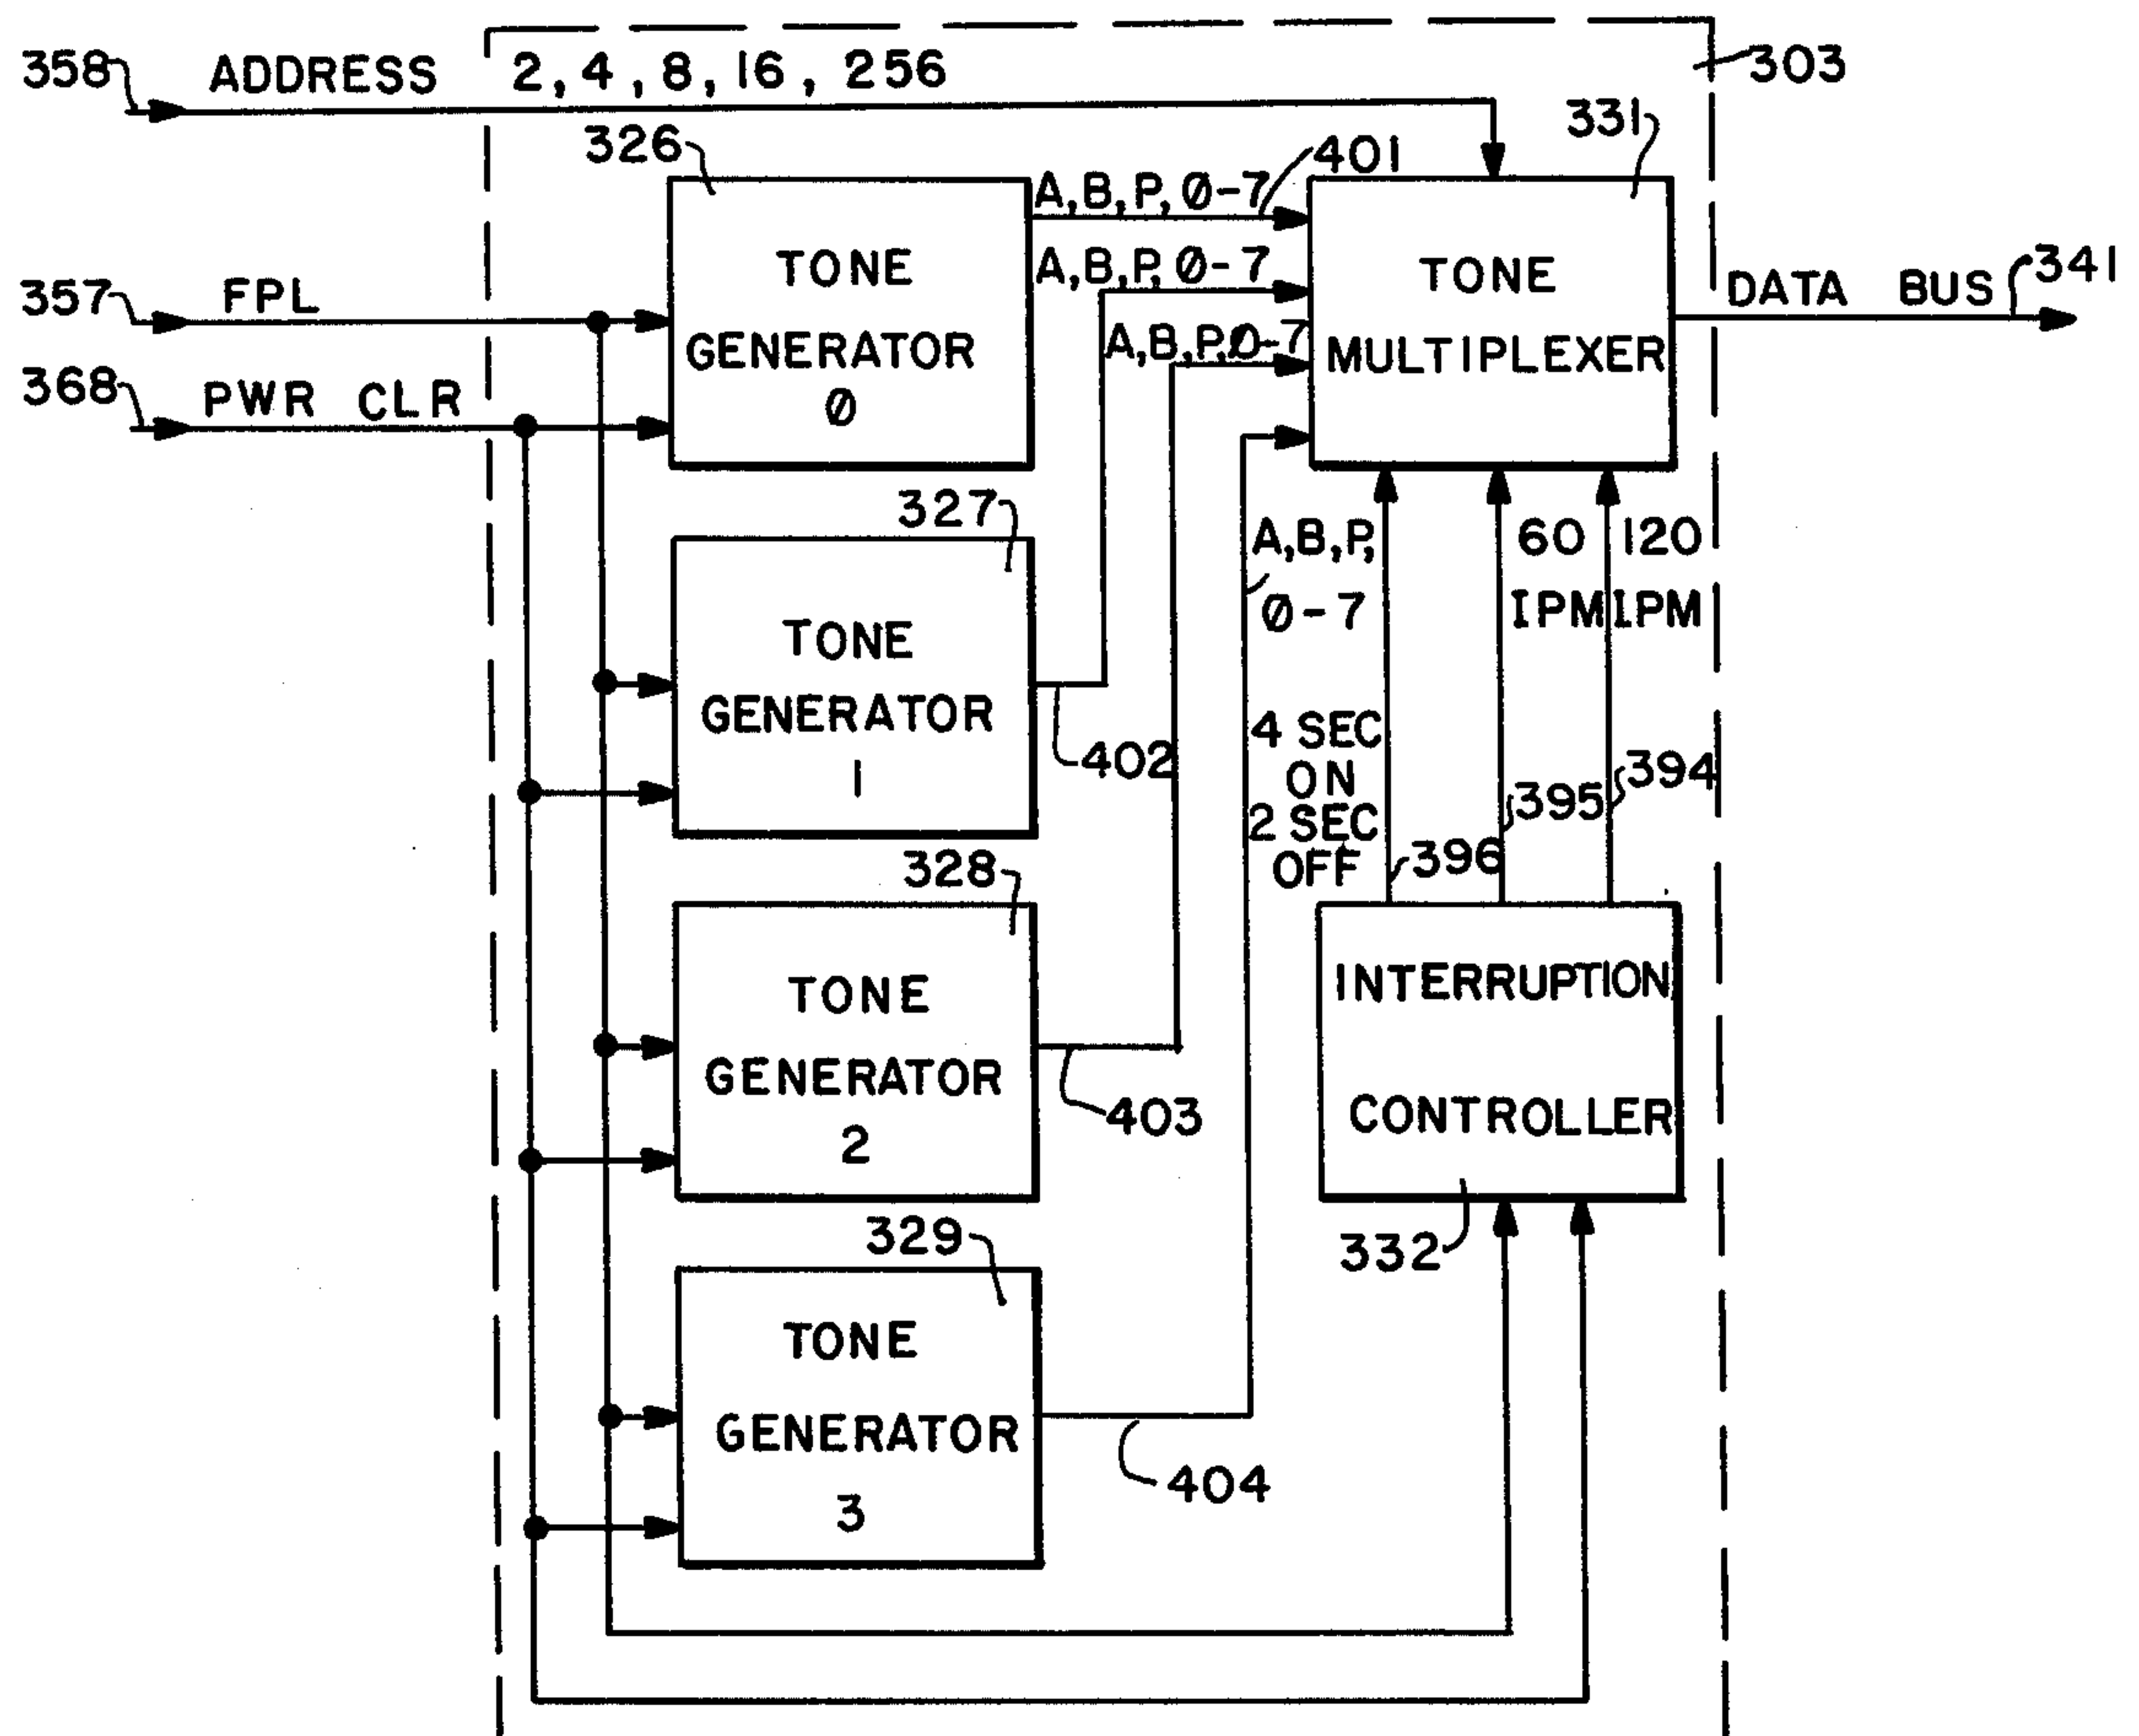 358 ADDRESS 2, 4, 8, 16, 256
303
331
326
401
A,B,P, Ø-7
A,B,P, Ø-7
A,B,P,Ø-7
TONE
GENERATOR
Ø
TONE
MULTIPLEXER
357 FPL
368 PWR CLR
DATA BUS 341
327
TONE
GENERATOR
1
402
A,B,P,
Ø-7
60
IPM
120
IPM
4 SEC
ON
2 SEC
OFF
396
395
394
328
TONE
GENERATOR
2
403
INTERRUPTION
CONTROLLER
332
329
TONE
GENERATOR
3
404